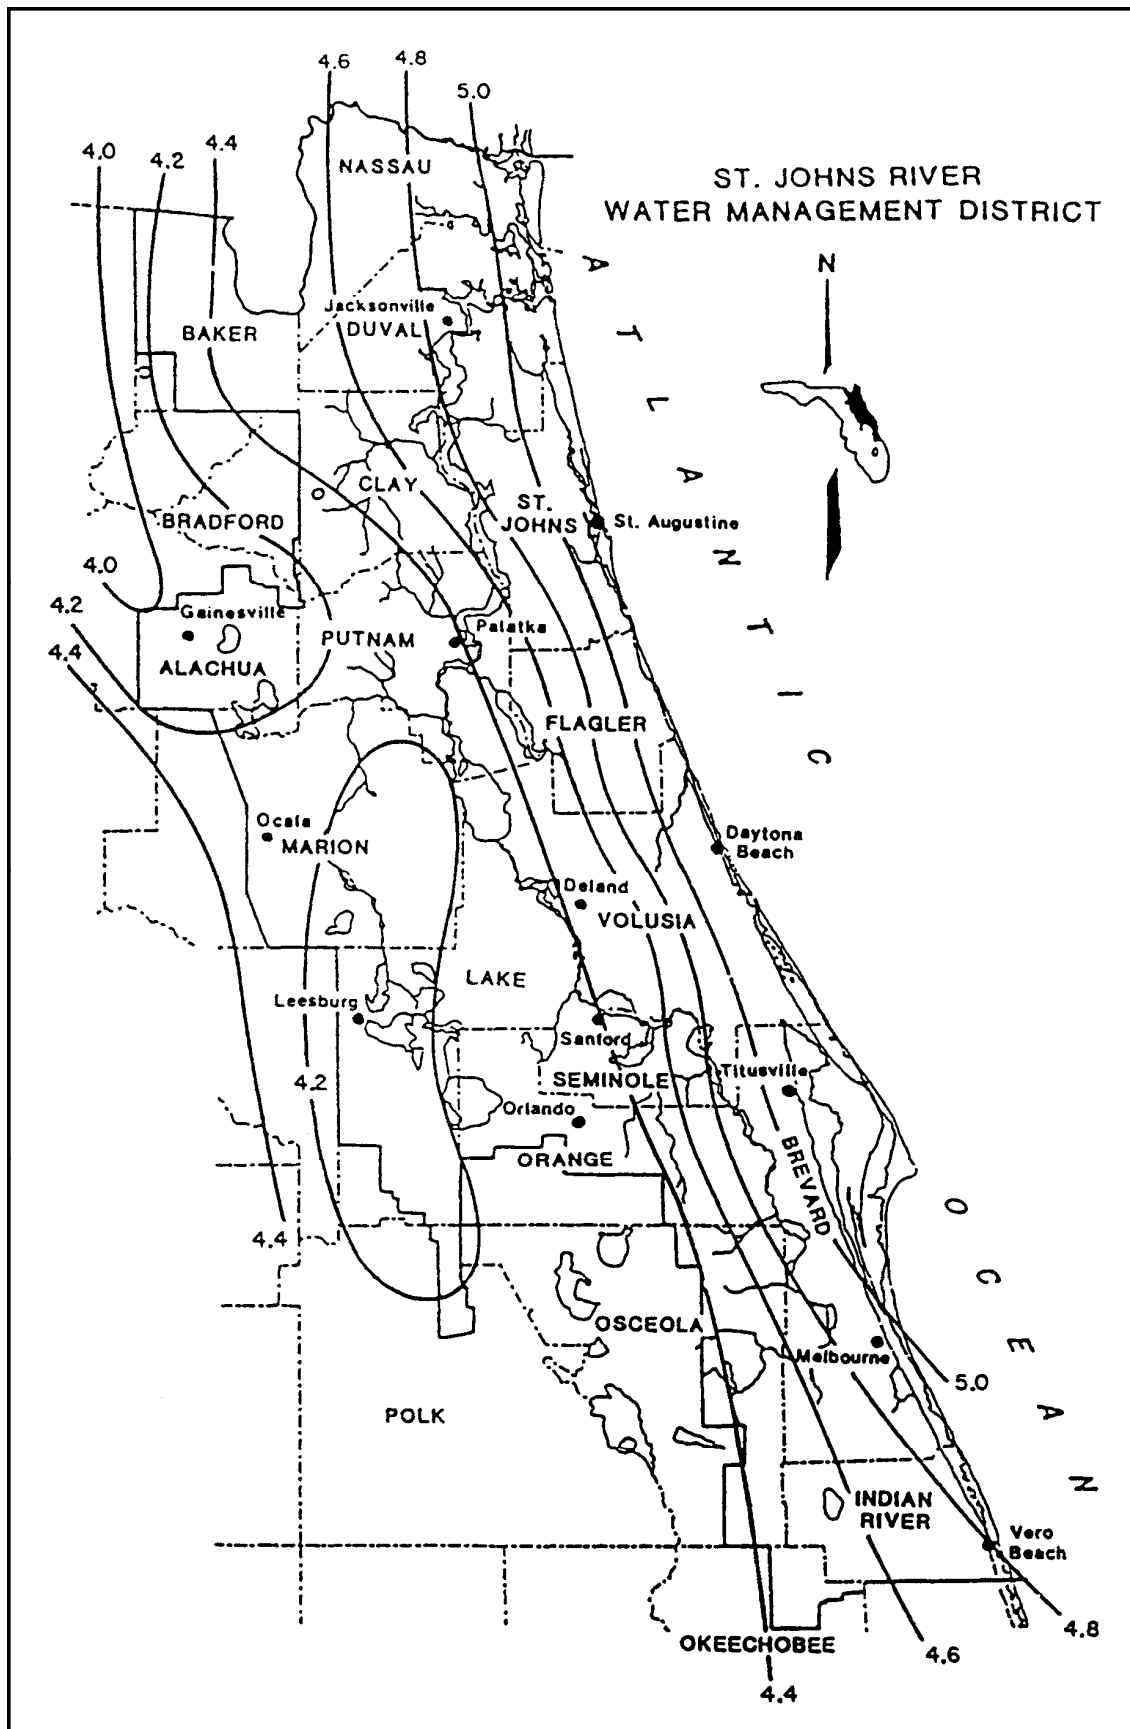 4.6
4.8
5.0
4.0
4.2
4.4
NASSAU
ST. JOHNS RIVER
WATER MANAGEMENT DISTRICT
N
ATLANTIC
Jacksonville
DUVAL
BAKER
CLAY
ST.
JOHNS
St. Augustine
BRADFORD
4.0
4.2
4.4
Gainesville
ALACHUA
PUTNAM
Palatka
FLAGLER
Ocala
MARION
Daytona
Beach
Deland
VOLUSIA
LAKE
Leesburg
Sanford
SEMINOLE
Titusville
4.2
Orlando
ORANGE
BREVARD
OCEAN
4.4
OSCEOLA
Melbourne
5.0
POLK
INDIAN
RIVER
Vero
Beach
OKEECHOBEE
4.8
4.6
4.4